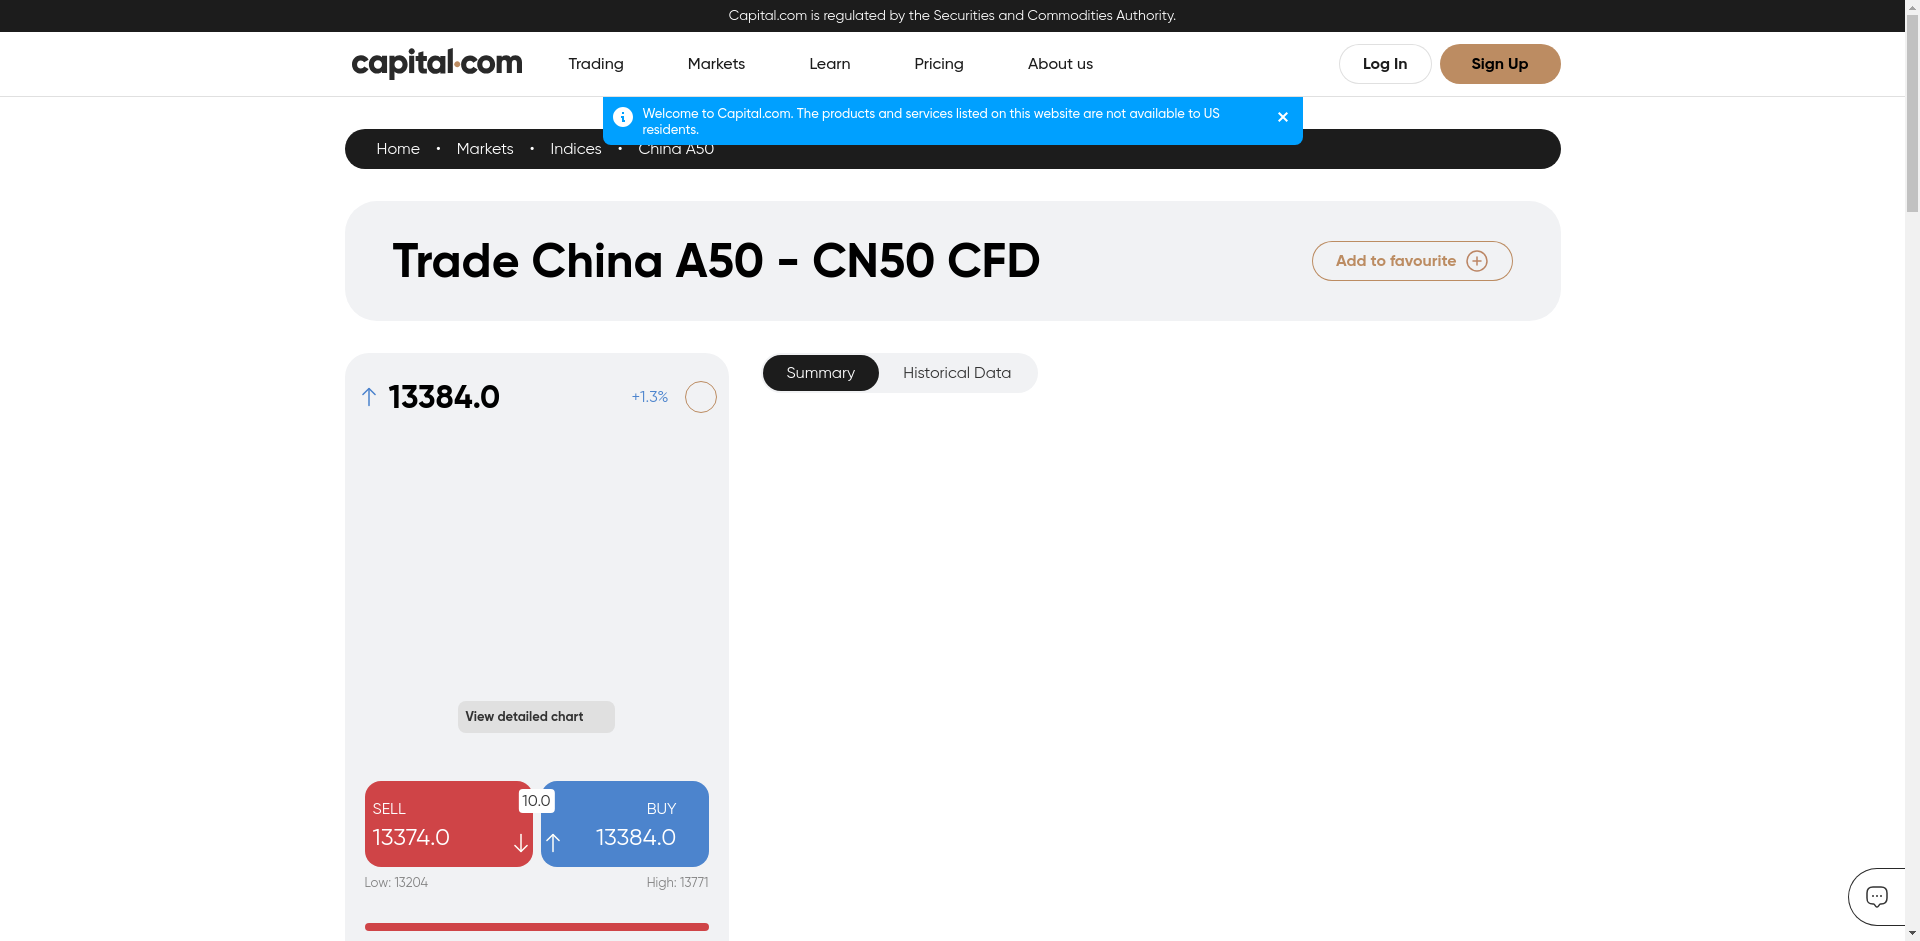 Capital.com is regulated by the Securities and Commodities Authority.
capital.com
Trading
Markets
Learn
Pricing
About us
Log In
Sign Up
Welcome to Capital.com. The products and services listed on this website are not available to US
residents.
Home • Markets • Indices • China A50
Trade China A50 - CN50 CFD
Add to favourite
13384.0
+1.3%
Summary
Historical Data
View detailed chart
SELL
13374.0
10.0
BUY
13384.0
Low: 13204
High: 13771